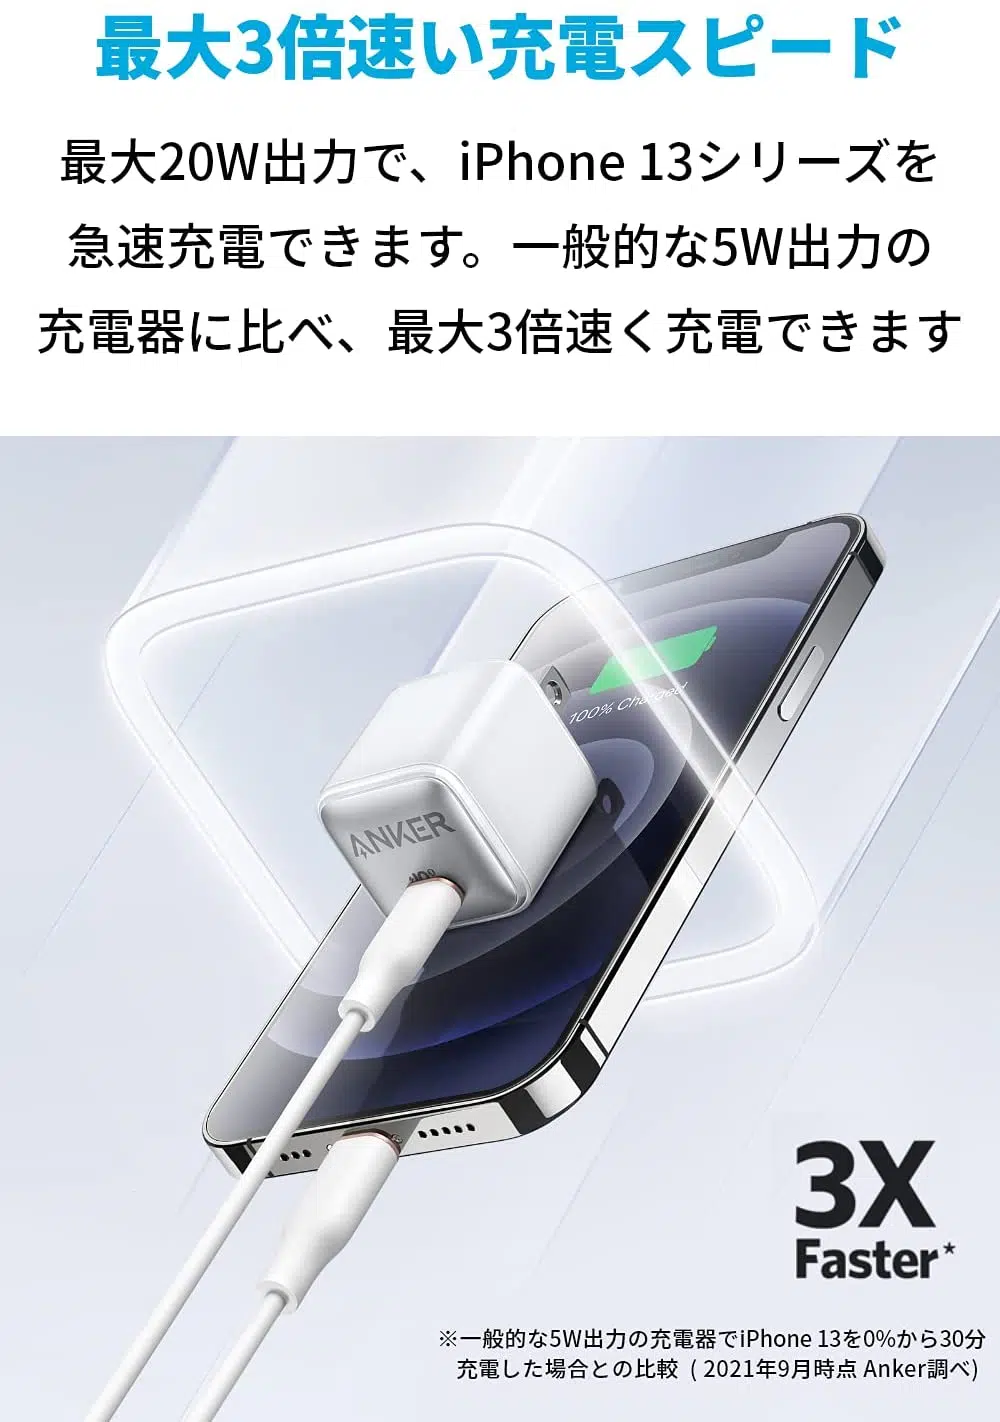 最大3倍速い充電スピード
最大20W出力で、iPhone 13シリーズを
急速充電できます。一般的な5W出力の
充電器に比べ、最大3倍速く充電できます
100% Charged
ANKER
3X
Faster*
※一般的な5W出力の充電器でiPhone 13を0%から30分
充電した場合との比較 ( 2021年9月時点 Anker調べ)